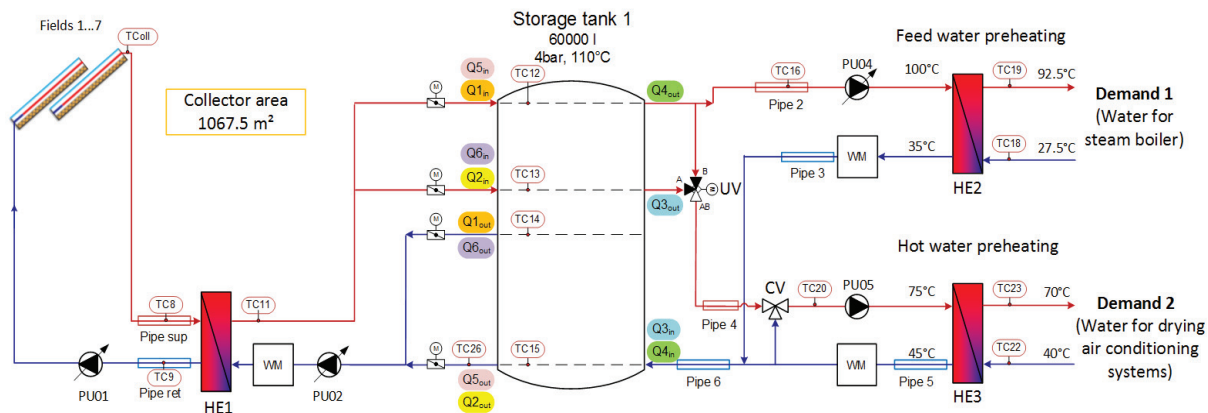 Fields 1...7
TColl
Collector area
1067.5 m²
Storage tank 1
60000 l
4bar, 110°C
Q5in
Q1in
TC12
Q4out
M
Q6in
Q2in
TC13
M
Q1out
TC14
M
Q6out
A
B
AB
UV
Q3out
TC16
Pipe 2
PU04
100°C
Feed water preheating
TC19
92.5°C
Demand 1
(Water for
steam boiler)
TC18
27.5°C
35°C
WM
Pipe 3
HE2
Hot water preheating
CV
TC20
PU05
75°C
TC23
70°C
Demand 2
(Water for drying
air conditioning
systems)
TC22
40°C
45°C
Pipe 4
Q3in
Q4in
Pipe 6
WM
Pipe 5
HE3
TC8
Pipe sup
TC11
TC9
Pipe ret
PU01
HE1
WM
PU02
M
TC26
TC15
Q5out
Q2out